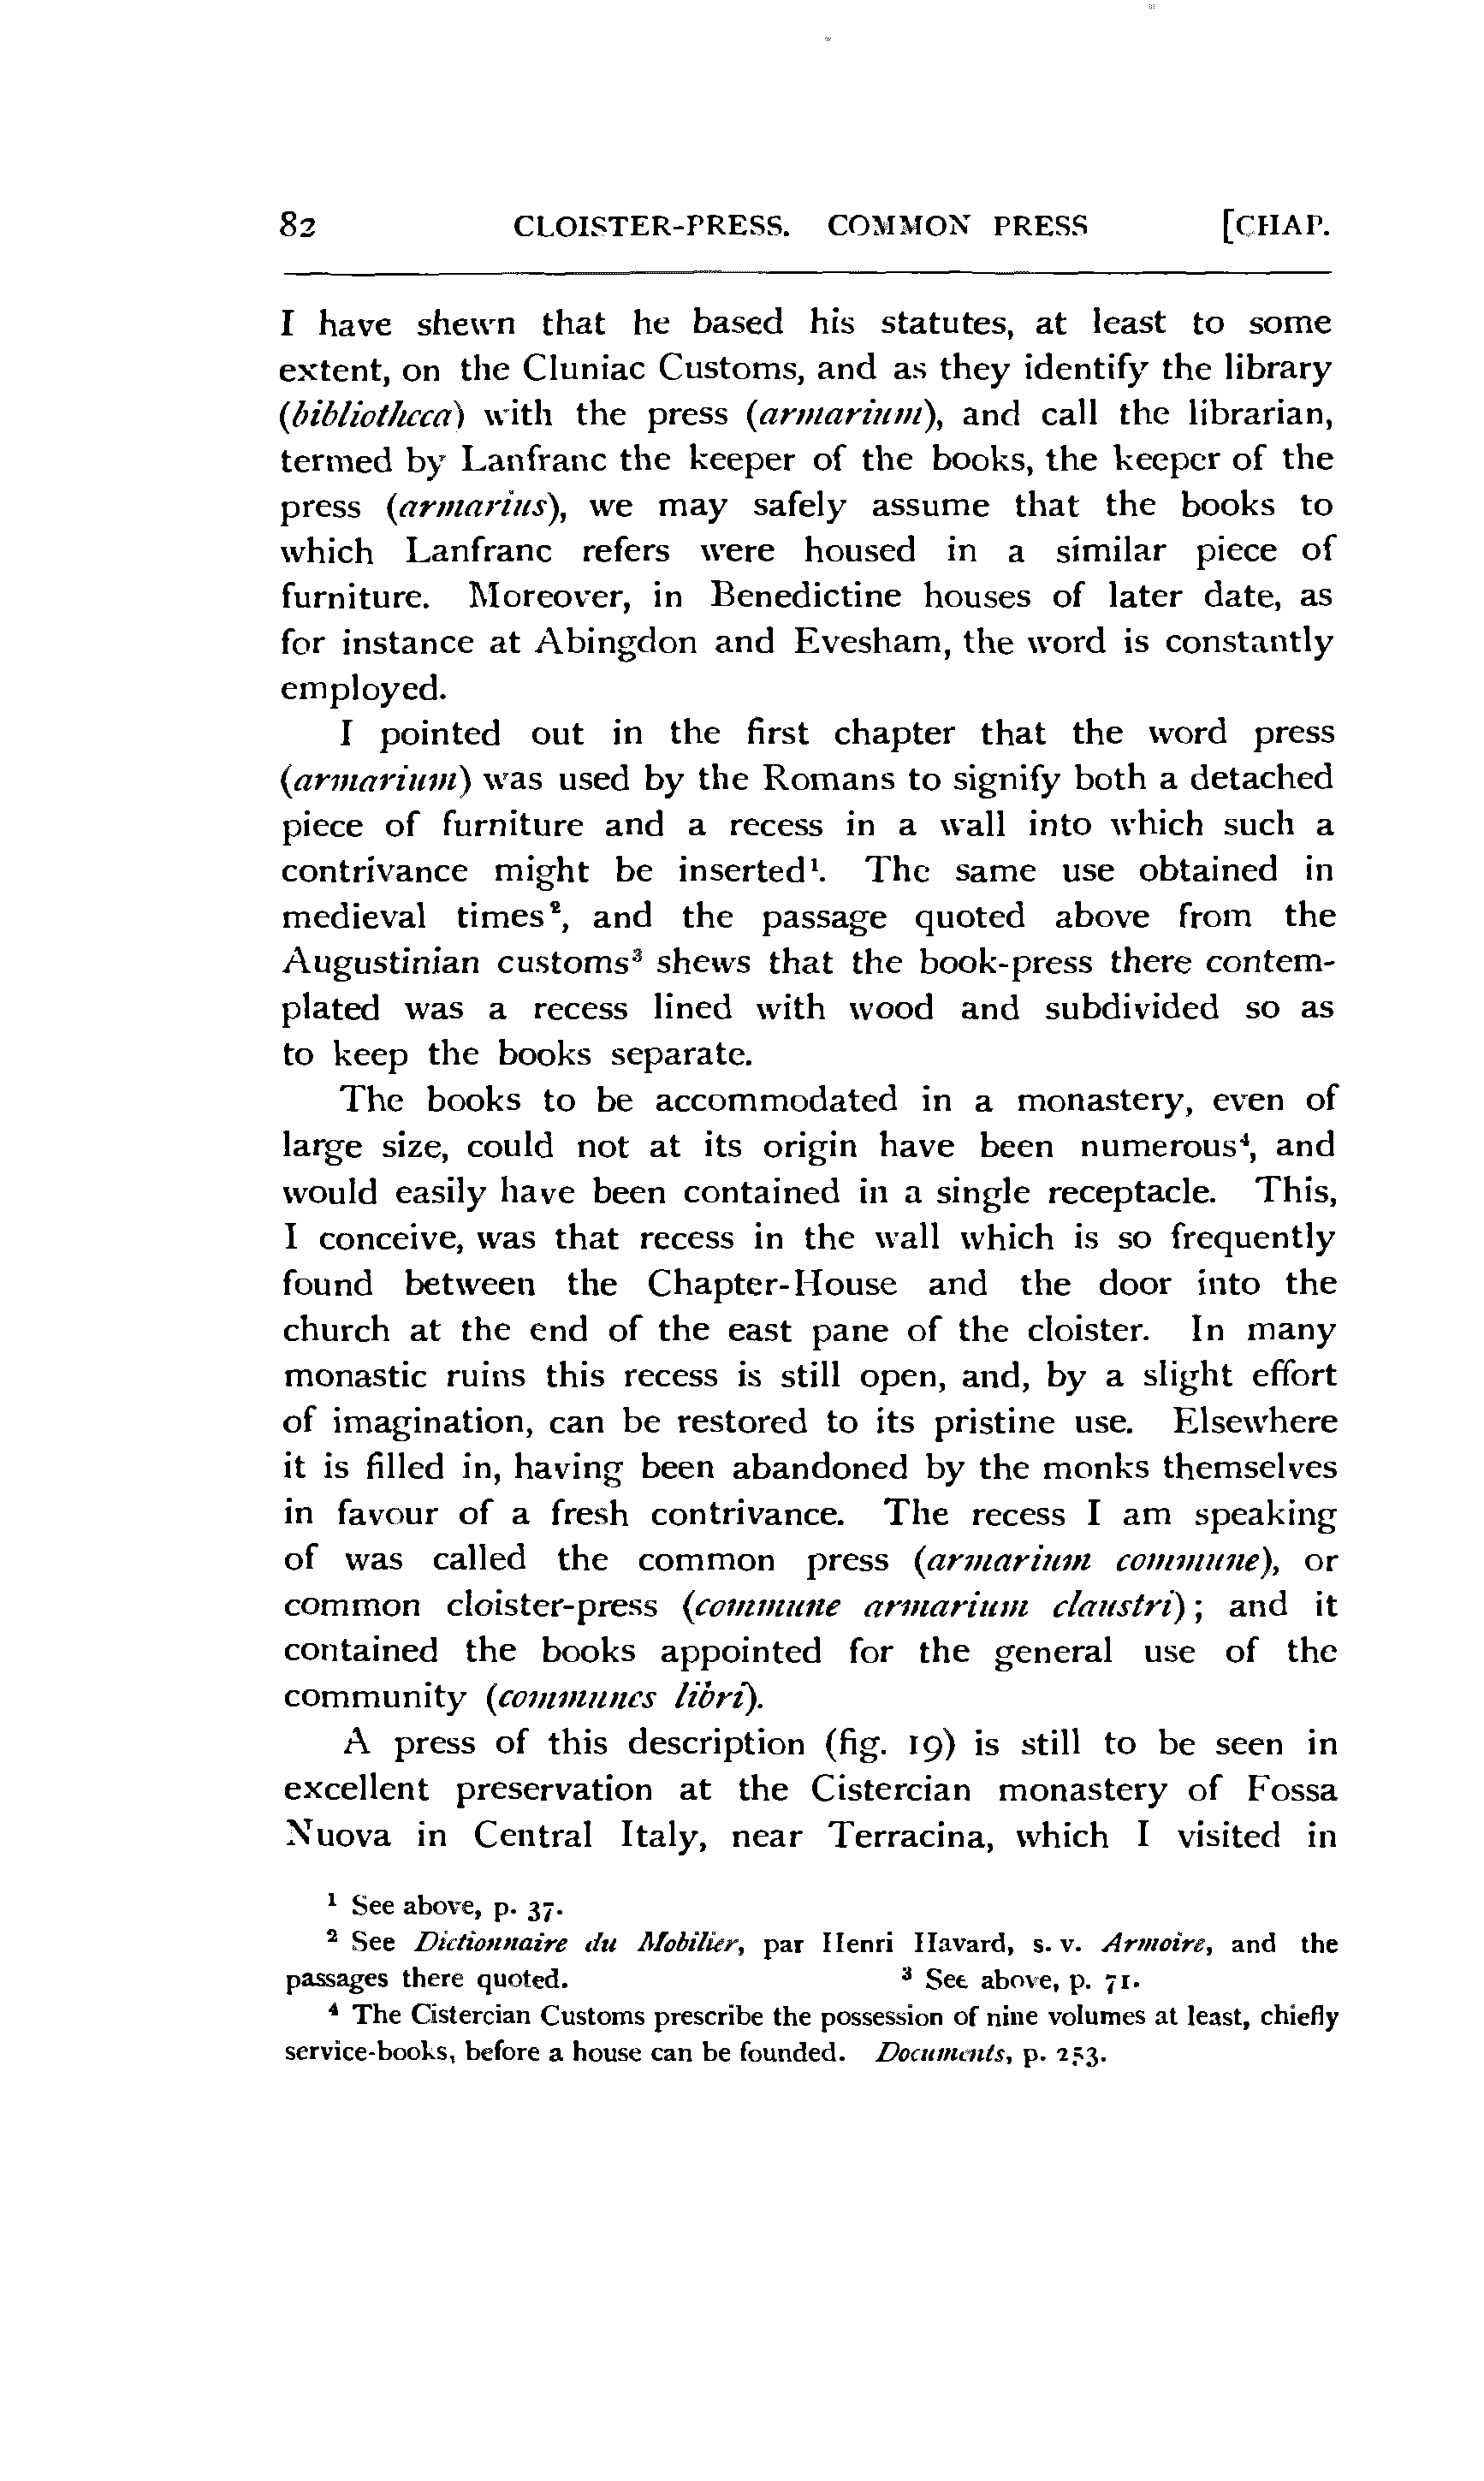 82 CLOISTER-PRESS. COMMON PRESS [CHAP.
I have shewn that he based his statutes, at least to some
extent, on the Cluniac Customs, and as they identify the library
(bibliotheca) with the press (armarium), and call the librarian,
termed by Lanfranc the keeper of the books, the keeper of the
press (armarius), we may safely assume that the books to
which Lanfranc refers were housed in a similar piece of
furniture. Moreover, in Benedictine houses of later date, as
for instance at Abingdon and Evesham, the word is constantly
employed.
I pointed out in the first chapter that the word press
(armarium) was used by the Romans to signify both a detached
piece of furniture and a recess in a wall into which such a
contrivance might be inserted¹. The same use obtained in
medieval times², and the passage quoted above from the
Augustinian customs³ shews that the book-press there contem-
plated was a recess lined with wood and subdivided so as
to keep the books separate.
The books to be accommodated in a monastery, even of
large size, could not at its origin have been numerous⁴, and
would easily have been contained in a single receptacle. This,
I conceive, was that recess in the wall which is so frequently
found between the Chapter-House and the door into the
church at the end of the east pane of the cloister. In many
monastic ruins this recess is still open, and, by a slight effort
of imagination, can be restored to its pristine use. Elsewhere
it is filled in, having been abandoned by the monks themselves
in favour of a fresh contrivance. The recess I am speaking
of was called the common press (armarium commune), or
common cloister-press (commune armarium claustri); and it
contained the books appointed for the general use of the
community (communes libri).
A press of this description (fig. 19) is still to be seen in
excellent preservation at the Cistercian monastery of Fossa
Nuova in Central Italy, near Terracina, which I visited in
¹ See above, p. 37.
² See Dictionnaire du Mobilier, par Henri Havard, s. v. Armoire, and the
passages there quoted. ³ See above, p. 71.
⁴ The Cistercian Customs prescribe the possession of nine volumes at least, chiefly
service-books, before a house can be founded. Documents, p. 253.